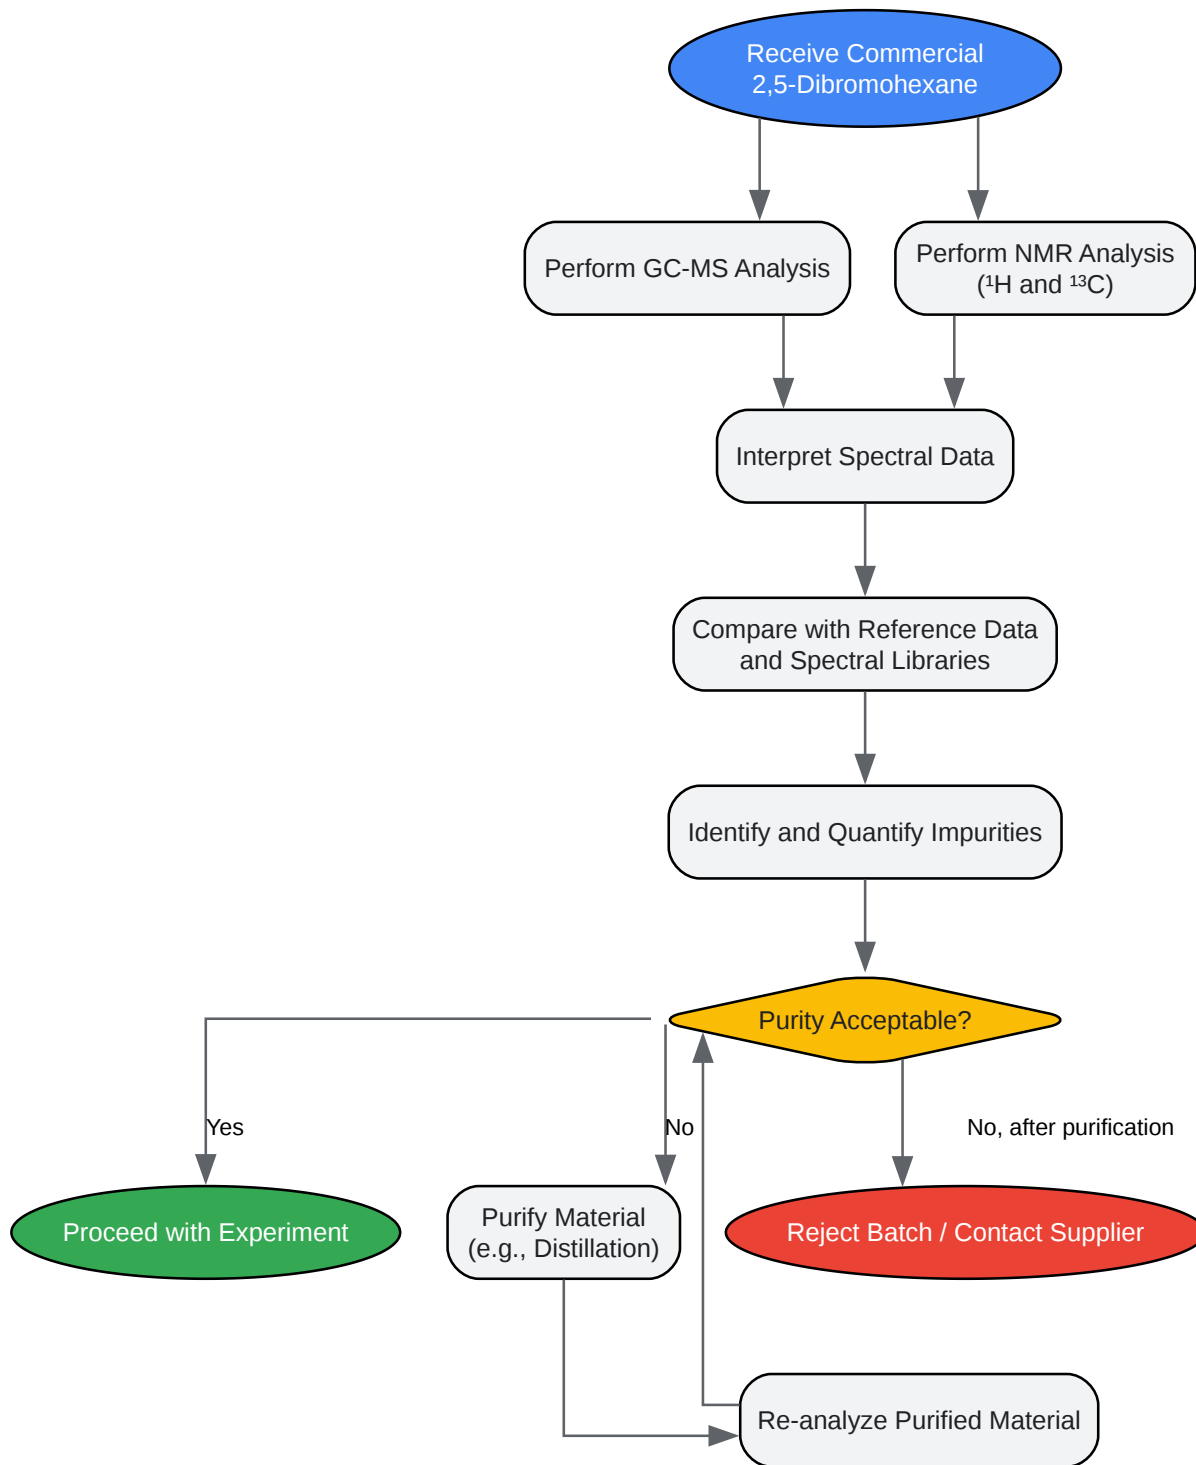 Receive Commercial
2,5-Dibromohexane
Perform GC-MS Analysis
Perform NMR Analysis
(¹H and ¹³C)
Interpret Spectral Data
Compare with Reference Data
and Spectral Libraries
Identify and Quantify Impurities
Purity Acceptable?
Yes
No
No, after purification
Proceed with Experiment
Purify Material
(e.g., Distillation)
Reject Batch / Contact Supplier
Re-analyze Purified Material